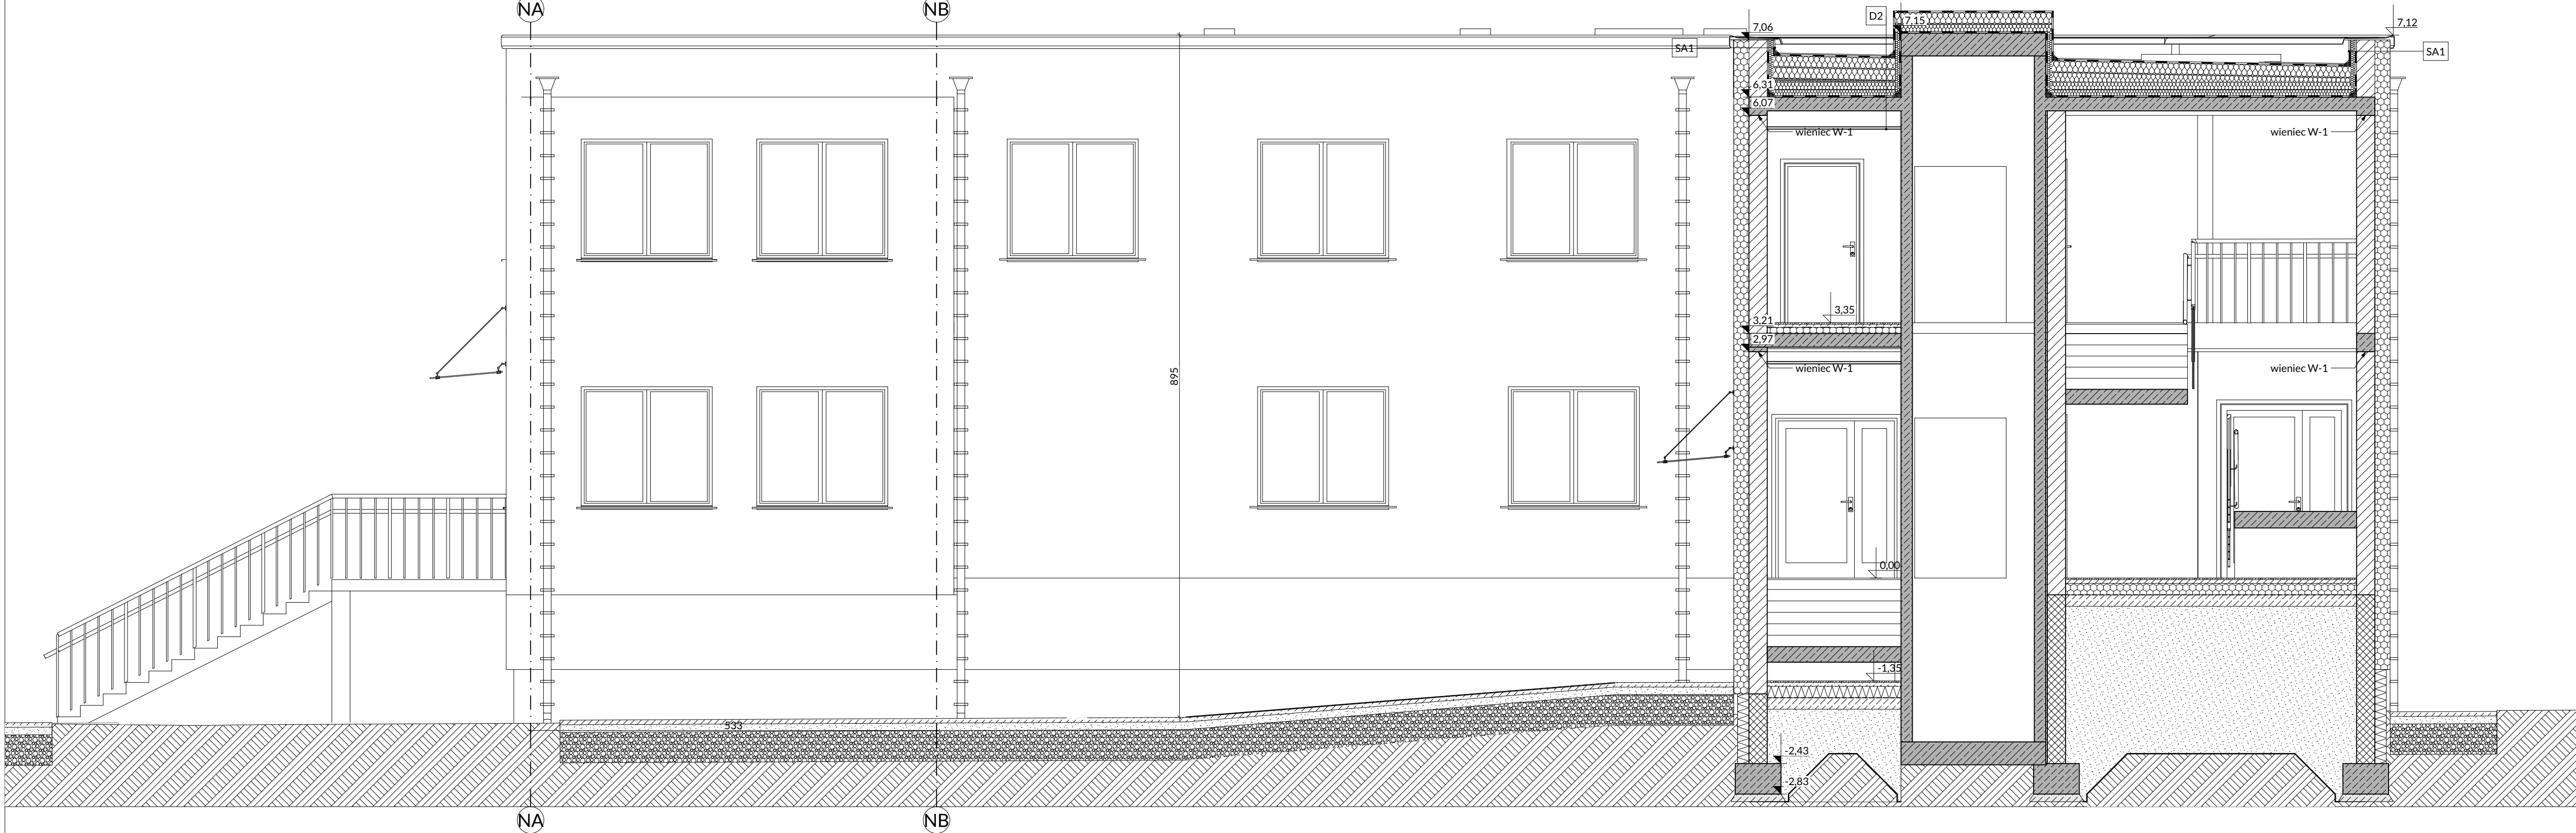 NA
NB
7,06
D2
7,15
7,12
SA1
SA1
6,31
6,07
wieniec W-1
wieniec W-1
3,35
3,21
2,97
wieniec W-1
wieniec W-1
895
0,00
-1,35
533
-2,43
-2,83
NA
NB